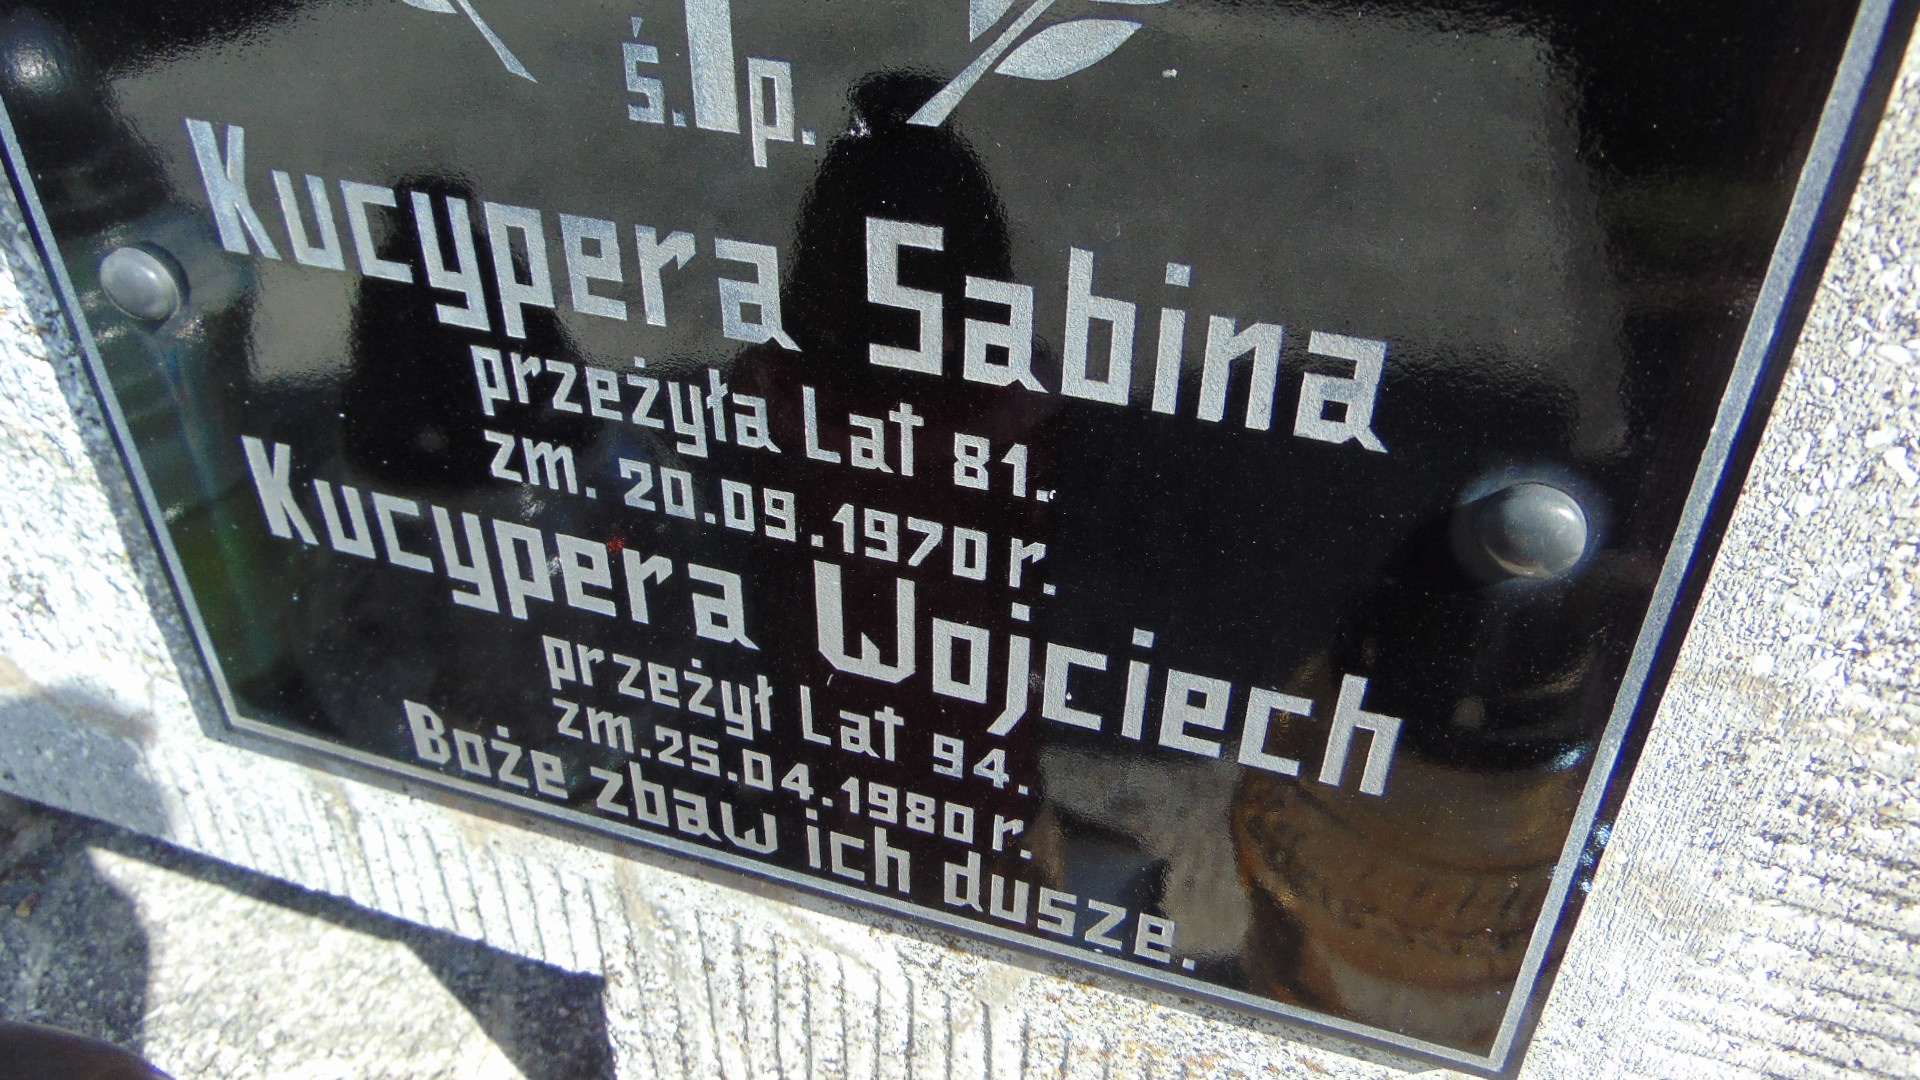 ś.p.
Kucypera Sabina
przeżyła Lat 81.
zm. 20.09.1970 r.
Kucypera Wojciech
przeżył Lat 94.
zm.25.04.1980 r.
Boże zbaw ich dusze.